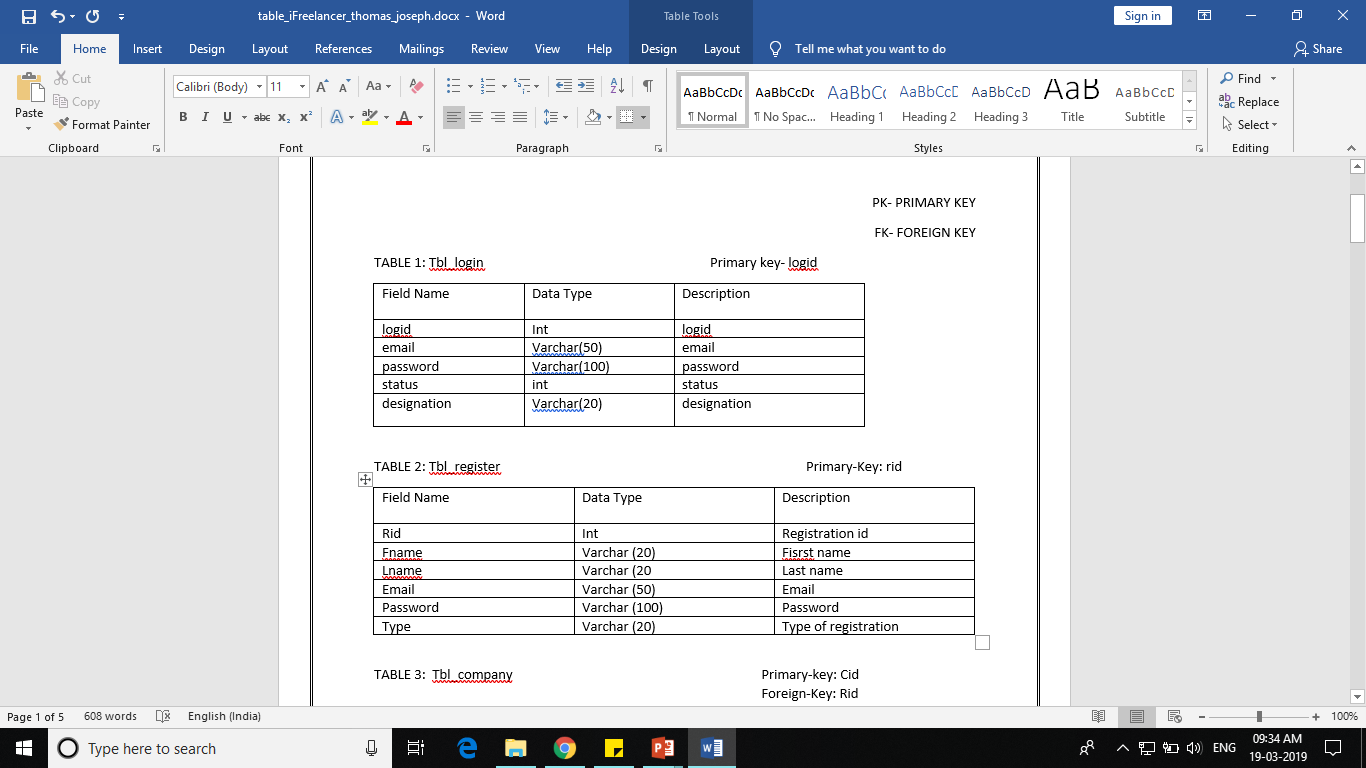 table_iFreelancer_thomas_joseph.docx - Word
Table Tools
Sign in
File Home Insert Design Layout References Mailings Review View Help Design Layout Tell me what you want to do Share
Paste
Cut
Copy
Format Painter
Clipboard
Calibri (Body) 11
Aa
B I U abc x₂ x² A ab A
Font
Paragraph
AaBbCcDc AaBbCcDc AaBbCc AaBbCcD AaBbCcD AaB AaBbCcD
¶ Normal ¶ No Spac... Heading 1 Heading 2 Heading 3 Title Subtitle
Styles
Find
Replace
Select
Editing
PK- PRIMARY KEY
FK- FOREIGN KEY
TABLE 1: Tbl_login Primary key- logid
Field Name Data Type Description
logid Int logid
email Varchar(50) email
password Varchar(100) password
status int status
designation Varchar(20) designation
TABLE 2: Tbl_register Primary-Key: rid
Field Name Data Type Description
Rid Int Registration id
Fname Varchar (20) Fisrst name
Lname Varchar (20 Last name
Email Varchar (50) Email
Password Varchar (100) Password
Type Varchar (20) Type of registration
TABLE 3: Tbl_company Primary-key: Cid
Foreign-Key: Rid
Page 1 of 5 608 words English (India) 100%
Type here to search
ENG
09:34 AM
19-03-2019